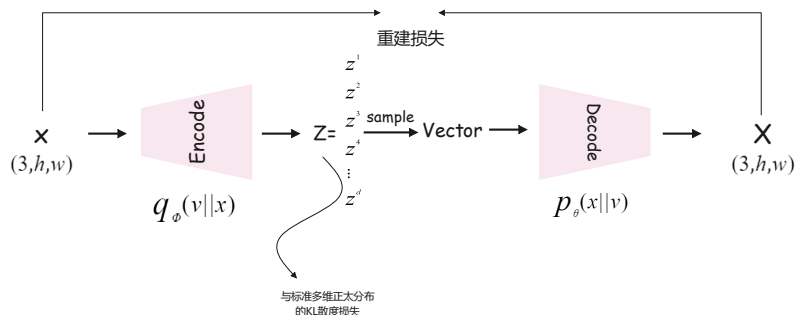 重建损失
z¹
z²
x Encode Z= z³ sample Vector Decode X
z⁴
(3,h,w) ⋮ (3,h,w)
zᵈ
q_Φ(v||x) p_θ(x||v)
与标准多维正太分布
的KL散度损失